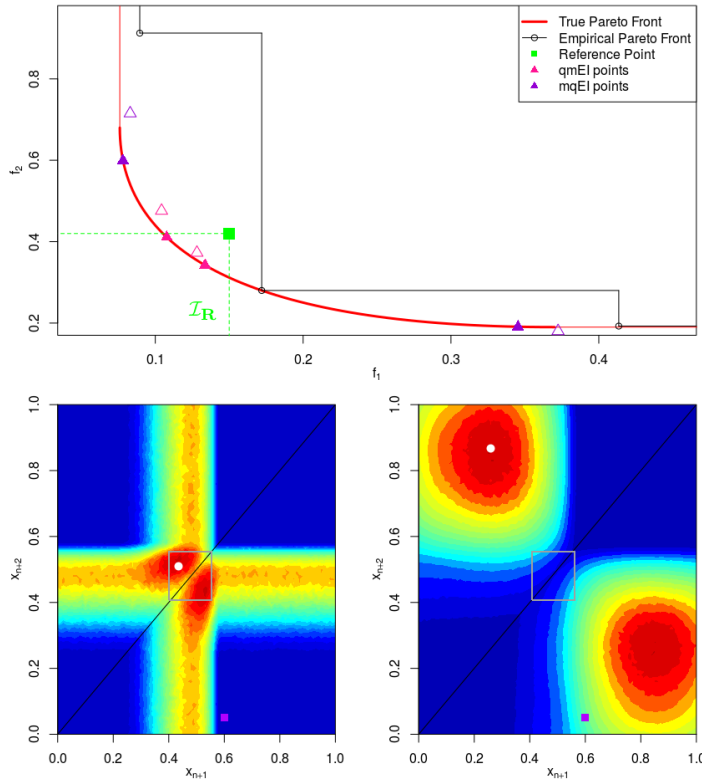 True Pareto Front
Empirical Pareto Front
Reference Point
qmEI points
mqEI points
0.8
0.6
0.4
0.2
f2
I_R
0.1 0.2 0.3 0.4
f1
1.0 1.0
0.8 0.8
0.6 0.6
0.4 0.4
0.2 0.2
0.0 0.0
xn+2 xn+2
0.0 0.2 0.4 0.6 0.8 1.0 0.0 0.2 0.4 0.6 0.8 1.0
xn+1 xn+1